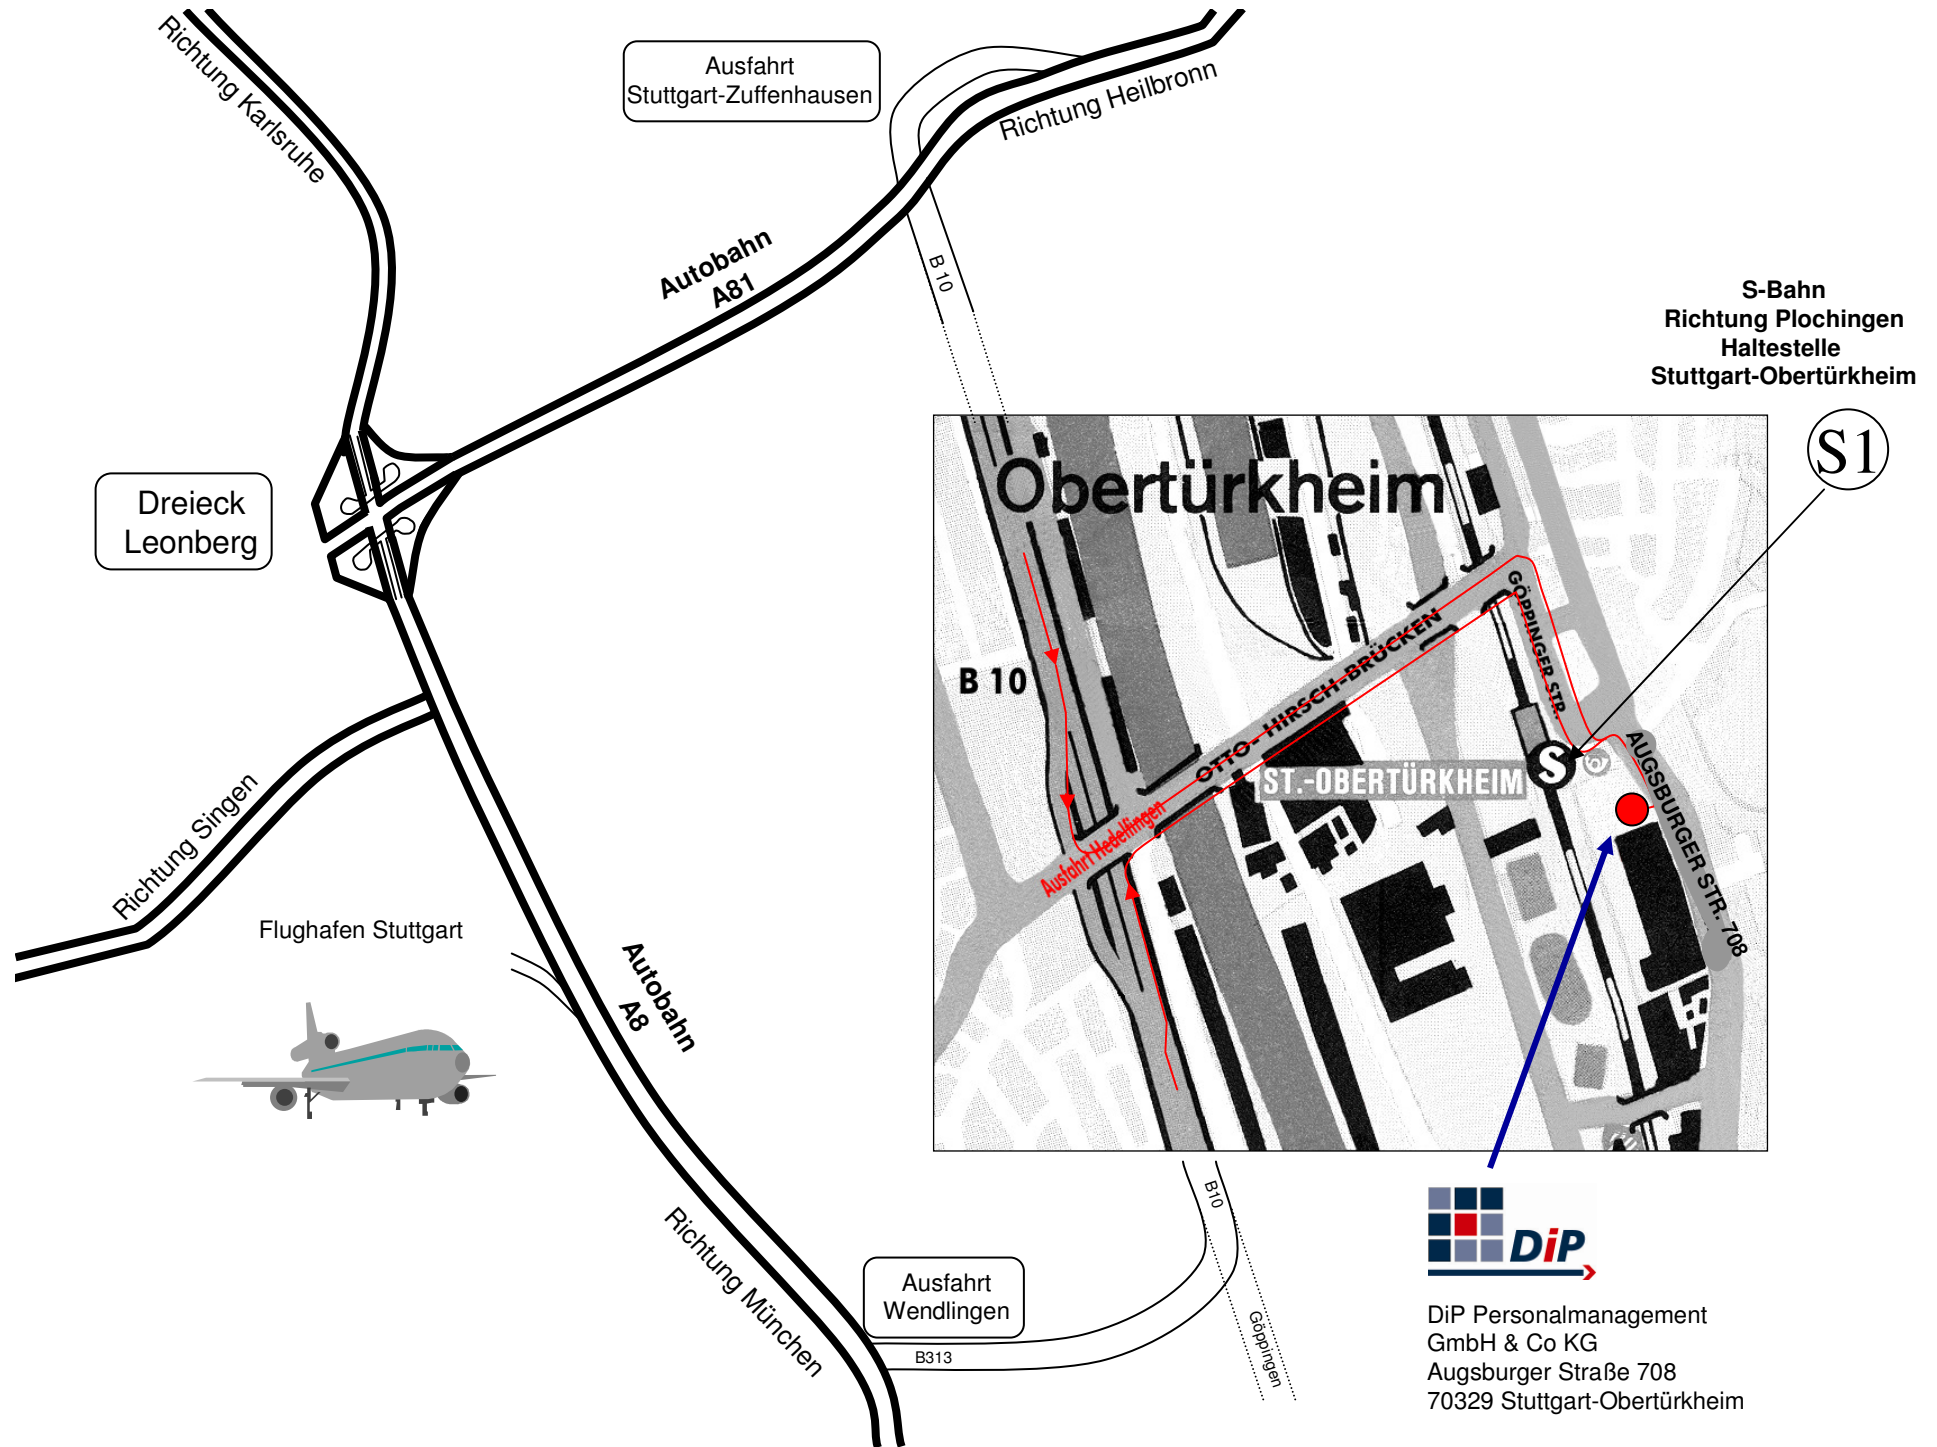 Richtung Karlsruhe
Ausfahrt
Stuttgart-Zuffenhausen
Richtung Heilbronn
Autobahn
A81
B 10
S-Bahn
Richtung Plochingen
Haltestelle
Stuttgart-Obertürkheim
S1
Dreieck
Leonberg
Obertürkheim
GÖPPINGER STR.
B 10
OTTO-HIRSCH-BRÜCKEN
ST.-OBERTÜRKHEIM
S
AUGSBURGER STR. 708
Ausfahrt Hedelfingen
Richtung Singen
Flughafen Stuttgart
Autobahn
A8
Richtung München
Ausfahrt
Wendlingen
B313
B10
Göppingen
DiP
DiP Personalmanagement
GmbH & Co KG
Augsburger Straße 708
70329 Stuttgart-Obertürkheim